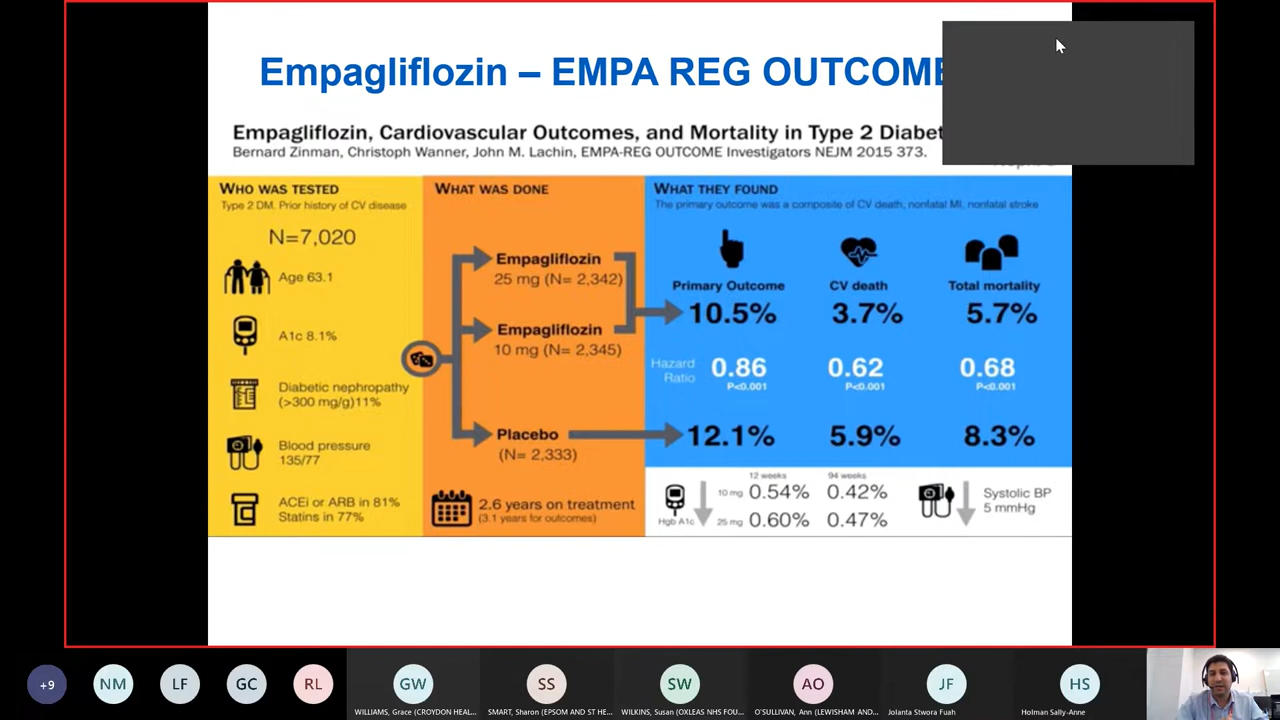 Empagliflozin – EMPA REG OUTCOME
Empagliflozin, Cardiovascular Outcomes, and Mortality in Type 2 Diabet
Bernard Zinman, Christoph Wanner, John M. Lachin, EMPA-REG OUTCOME Investigators NEJM 2015 373.
WHO WAS TESTED
Type 2 DM. Prior history of CV disease
N=7,020
Age 63.1
A1c 8.1%
Diabetic nephropathy
(>300 mg/g)11%
Blood pressure
135/77
ACEi or ARB in 81%
Statins in 77%
WHAT WAS DONE
Empagliflozin
25 mg (N= 2,342)
Empagliflozin
10 mg (N= 2,345)
Placebo
(N= 2,333)
2.6 years on treatment
(3.1 years for outcomes)
WHAT THEY FOUND
The primary outcome was a composite of CV death, nonfatal MI, nonfatal stroke
Primary Outcome CV death Total mortality
10.5% 3.7% 5.7%
Hazard
Ratio
0.86 0.62 0.68
P<0.001 P<0.001 P<0.001
12.1% 5.9% 8.3%
12 weeks 94 weeks
10 mg 0.54% 0.42%
25 mg 0.60% 0.47%
Hgb A1c
Systolic BP
5 mmHg
+9 NM LF GC RL GW SS SW AO JF HS
WILLIAMS, Grace (CROYDON HEAL...
SMART, Sharon (EPSOM AND ST HE...
WILKINS, Susan (OXLEAS NHS FOU...
O'SULLIVAN, Ann (LEWISHAM AND...
Jolanta Stwora Fuah
Holman Sally-Anne